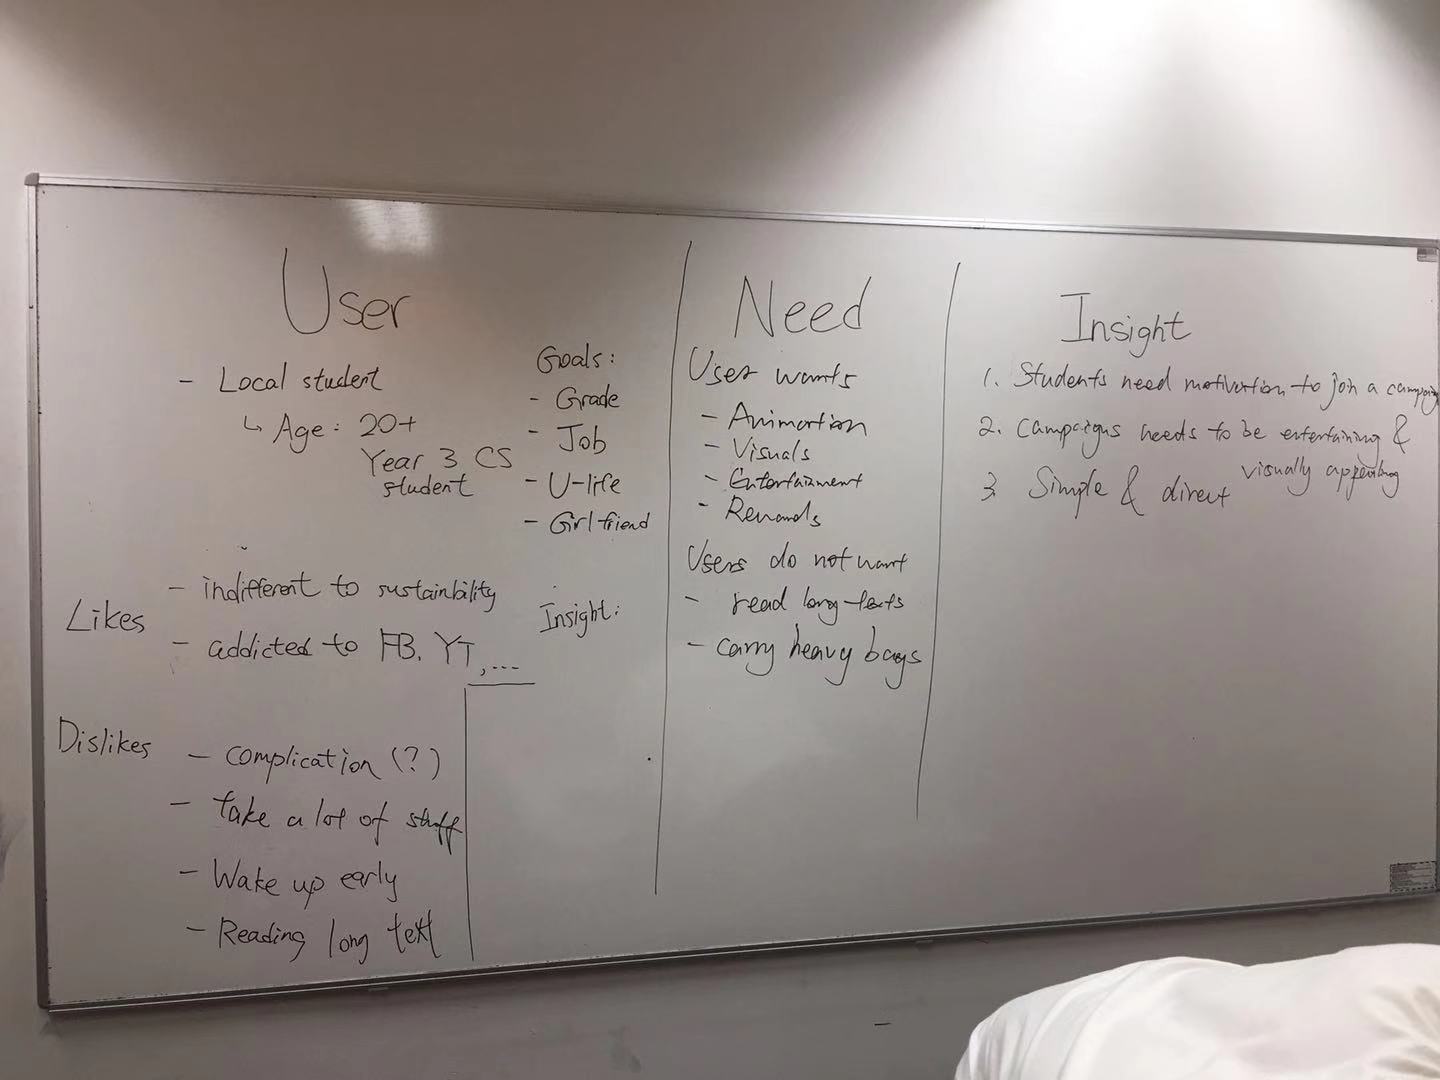 User
- Local student
↳ Age: 20+
Year 3 CS
student
Goals:
- Grade
- Job
- U-life
- Girlfriend
Likes
- indifferent to sustainbility
- addicted to FB, YT, ...
Insight:
Dislikes
- complication (?)
- take a lot of stuff
- Wake up early
- Reading long text
Need
User wants
- Animation
- Visuals
- Entertainment
- Rewards
Users do not want
- read long texts
- carry heavy bags
Insight
1. Students need motivation to join a campaign
2. Campaigns needs to be entertaining &
visually appealing
3. Simple & direct